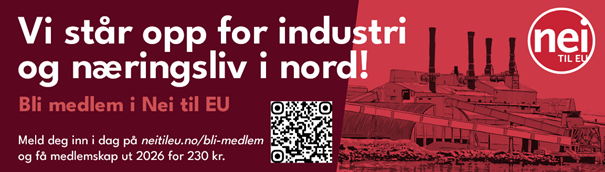 Vi står opp for industri
og næringsliv i nord!
Bli medlem i Nei til EU
Meld deg inn i dag på neitileu.no/bli-medlem
og få medlemskap ut 2026 for 230 kr.
nei
TIL EU